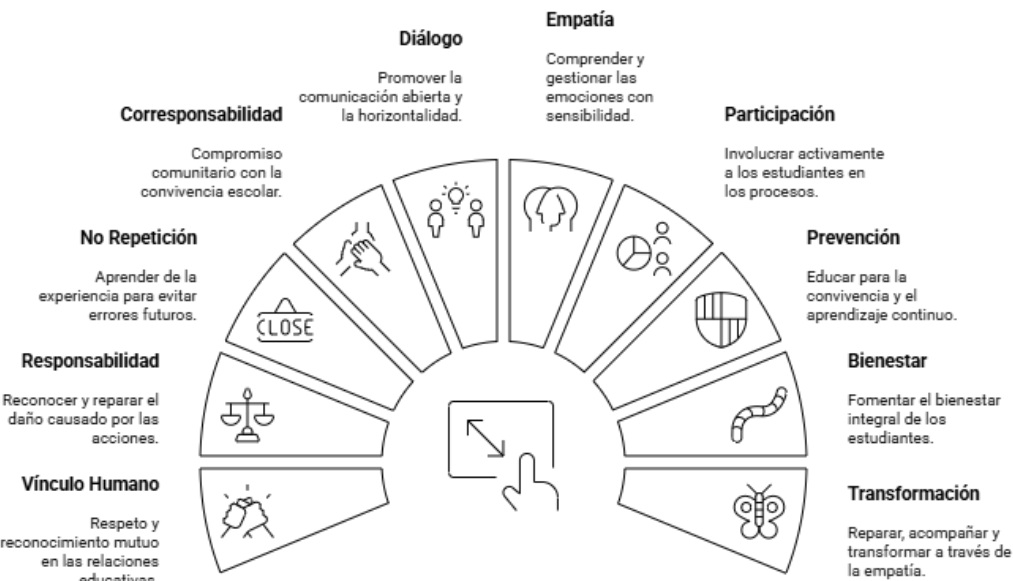 Empatía
Comprender y
gestionar las
emociones con
sensibilidad.
Diálogo
Promover la
comunicación abierta y
la horizontalidad.
Corresponsabilidad
Compromiso
comunitario con la
convivencia escolar.
Participación
Involucrar activamente
a los estudiantes en
los procesos.
No Repetición
Aprender de la
experiencia para evitar
errores futuros.
Prevención
Educar para la
convivencia y el
aprendizaje continuo.
CLOSE
Responsabilidad
Reconocer y reparar el
daño causado por las
acciones.
Bienestar
Fomentar el bienestar
integral de los
estudiantes.
Vínculo Humano
Respeto y
reconocimiento mutuo
en las relaciones
educativas.
Transformación
Reparar, acompañar y
transformar a través de
la empatía.